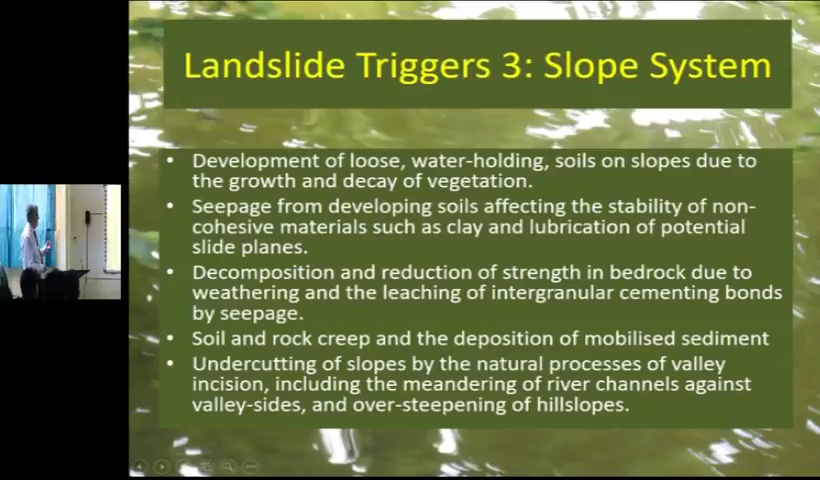 Landslide Triggers 3: Slope System
• Development of loose, water-holding, soils on slopes due to
the growth and decay of vegetation.
• Seepage from developing soils affecting the stability of non-
cohesive materials such as clay and lubrication of potential
slide planes.
• Decomposition and reduction of strength in bedrock due to
weathering and the leaching of intergranular cementing bonds
by seepage.
• Soil and rock creep and the deposition of mobilised sediment
• Undercutting of slopes by the natural processes of valley
incision, including the meandering of river channels against
valley-sides, and over-steepening of hillslopes.